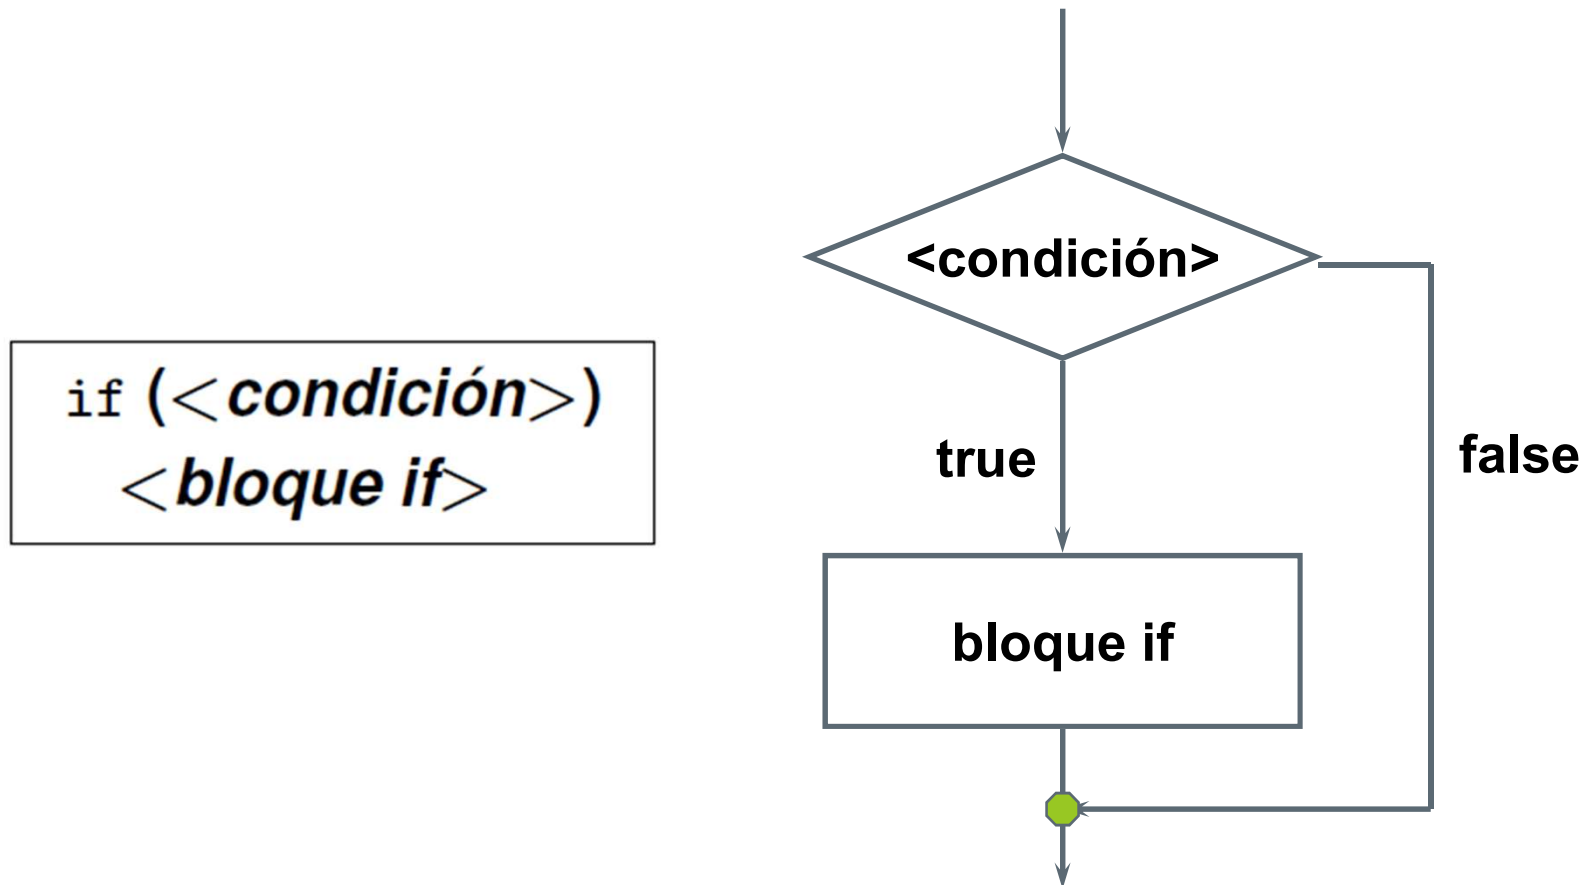 if (<condición>)
<bloque if>
<condición>
true
false
bloque if